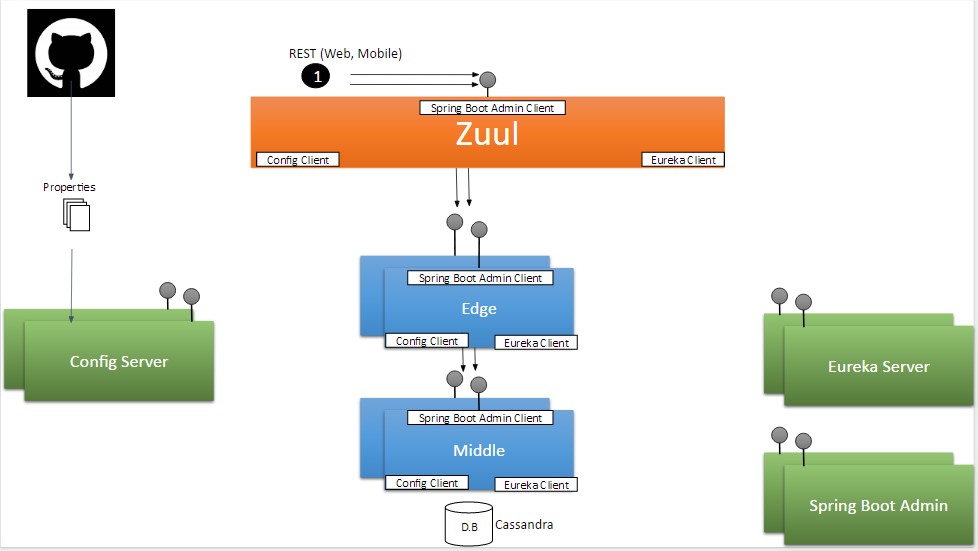 REST (Web, Mobile)
1
Spring Boot Admin Client
Zuul
Config Client
Eureka Client
Properties
Spring Boot Admin Client
Edge
Config Client
Eureka Client
Config Server
Eureka Server
Spring Boot Admin Client
Middle
Config Client
Eureka Client
Spring Boot Admin
D.B
Cassandra